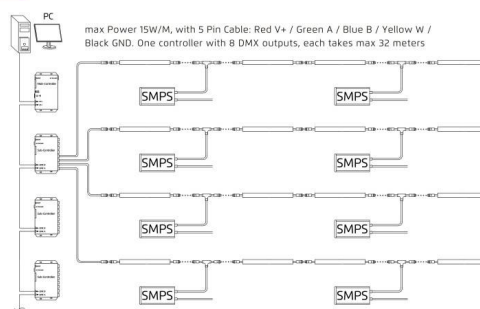 PC
max Power 15W/M, with 5 Pin Cable: Red V+ / Green A / Blue B / Yellow W /
Black GND. One controller with 8 DMX outputs, each takes max 32 meters
SMPS
SMPS
SMPS
SMPS
SMPS
SMPS
SMPS
SMPS